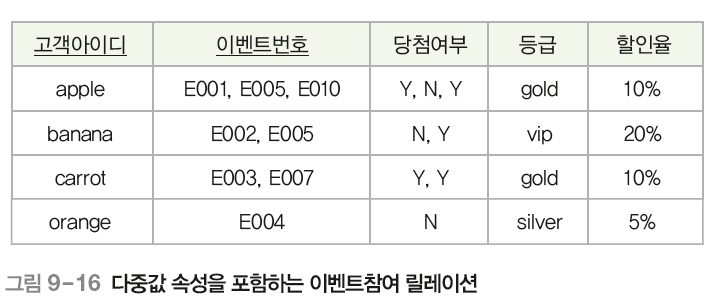 고객아이디 이벤트번호 당첨여부 등급 할인율
apple E001, E005, E010 Y, N, Y gold 10%
banana E002, E005 N, Y vip 20%
carrot E003, E007 Y, Y gold 10%
orange E004 N silver 5%
그림 9-16 다중값 속성을 포함하는 이벤트참여 릴레이션